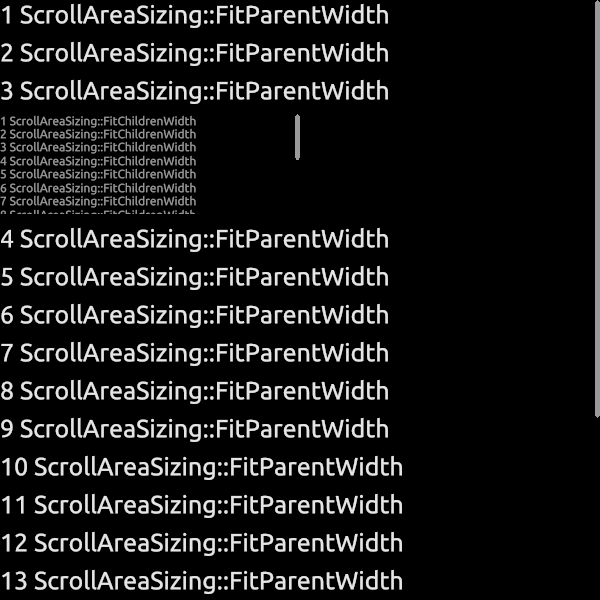 1 ScrollAreaSizing::FitParentWidth
2 ScrollAreaSizing::FitParentWidth
3 ScrollAreaSizing::FitParentWidth
1 ScrollAreaSizing::FitChildrenWidth
2 ScrollAreaSizing::FitChildrenWidth
3 ScrollAreaSizing::FitChildrenWidth
4 ScrollAreaSizing::FitChildrenWidth
5 ScrollAreaSizing::FitChildrenWidth
6 ScrollAreaSizing::FitChildrenWidth
7 ScrollAreaSizing::FitChildrenWidth
8 ScrollAreaSizing::FitChildrenWidth
4 ScrollAreaSizing::FitParentWidth
5 ScrollAreaSizing::FitParentWidth
6 ScrollAreaSizing::FitParentWidth
7 ScrollAreaSizing::FitParentWidth
8 ScrollAreaSizing::FitParentWidth
9 ScrollAreaSizing::FitParentWidth
10 ScrollAreaSizing::FitParentWidth
11 ScrollAreaSizing::FitParentWidth
12 ScrollAreaSizing::FitParentWidth
13 ScrollAreaSizing::FitParentWidth